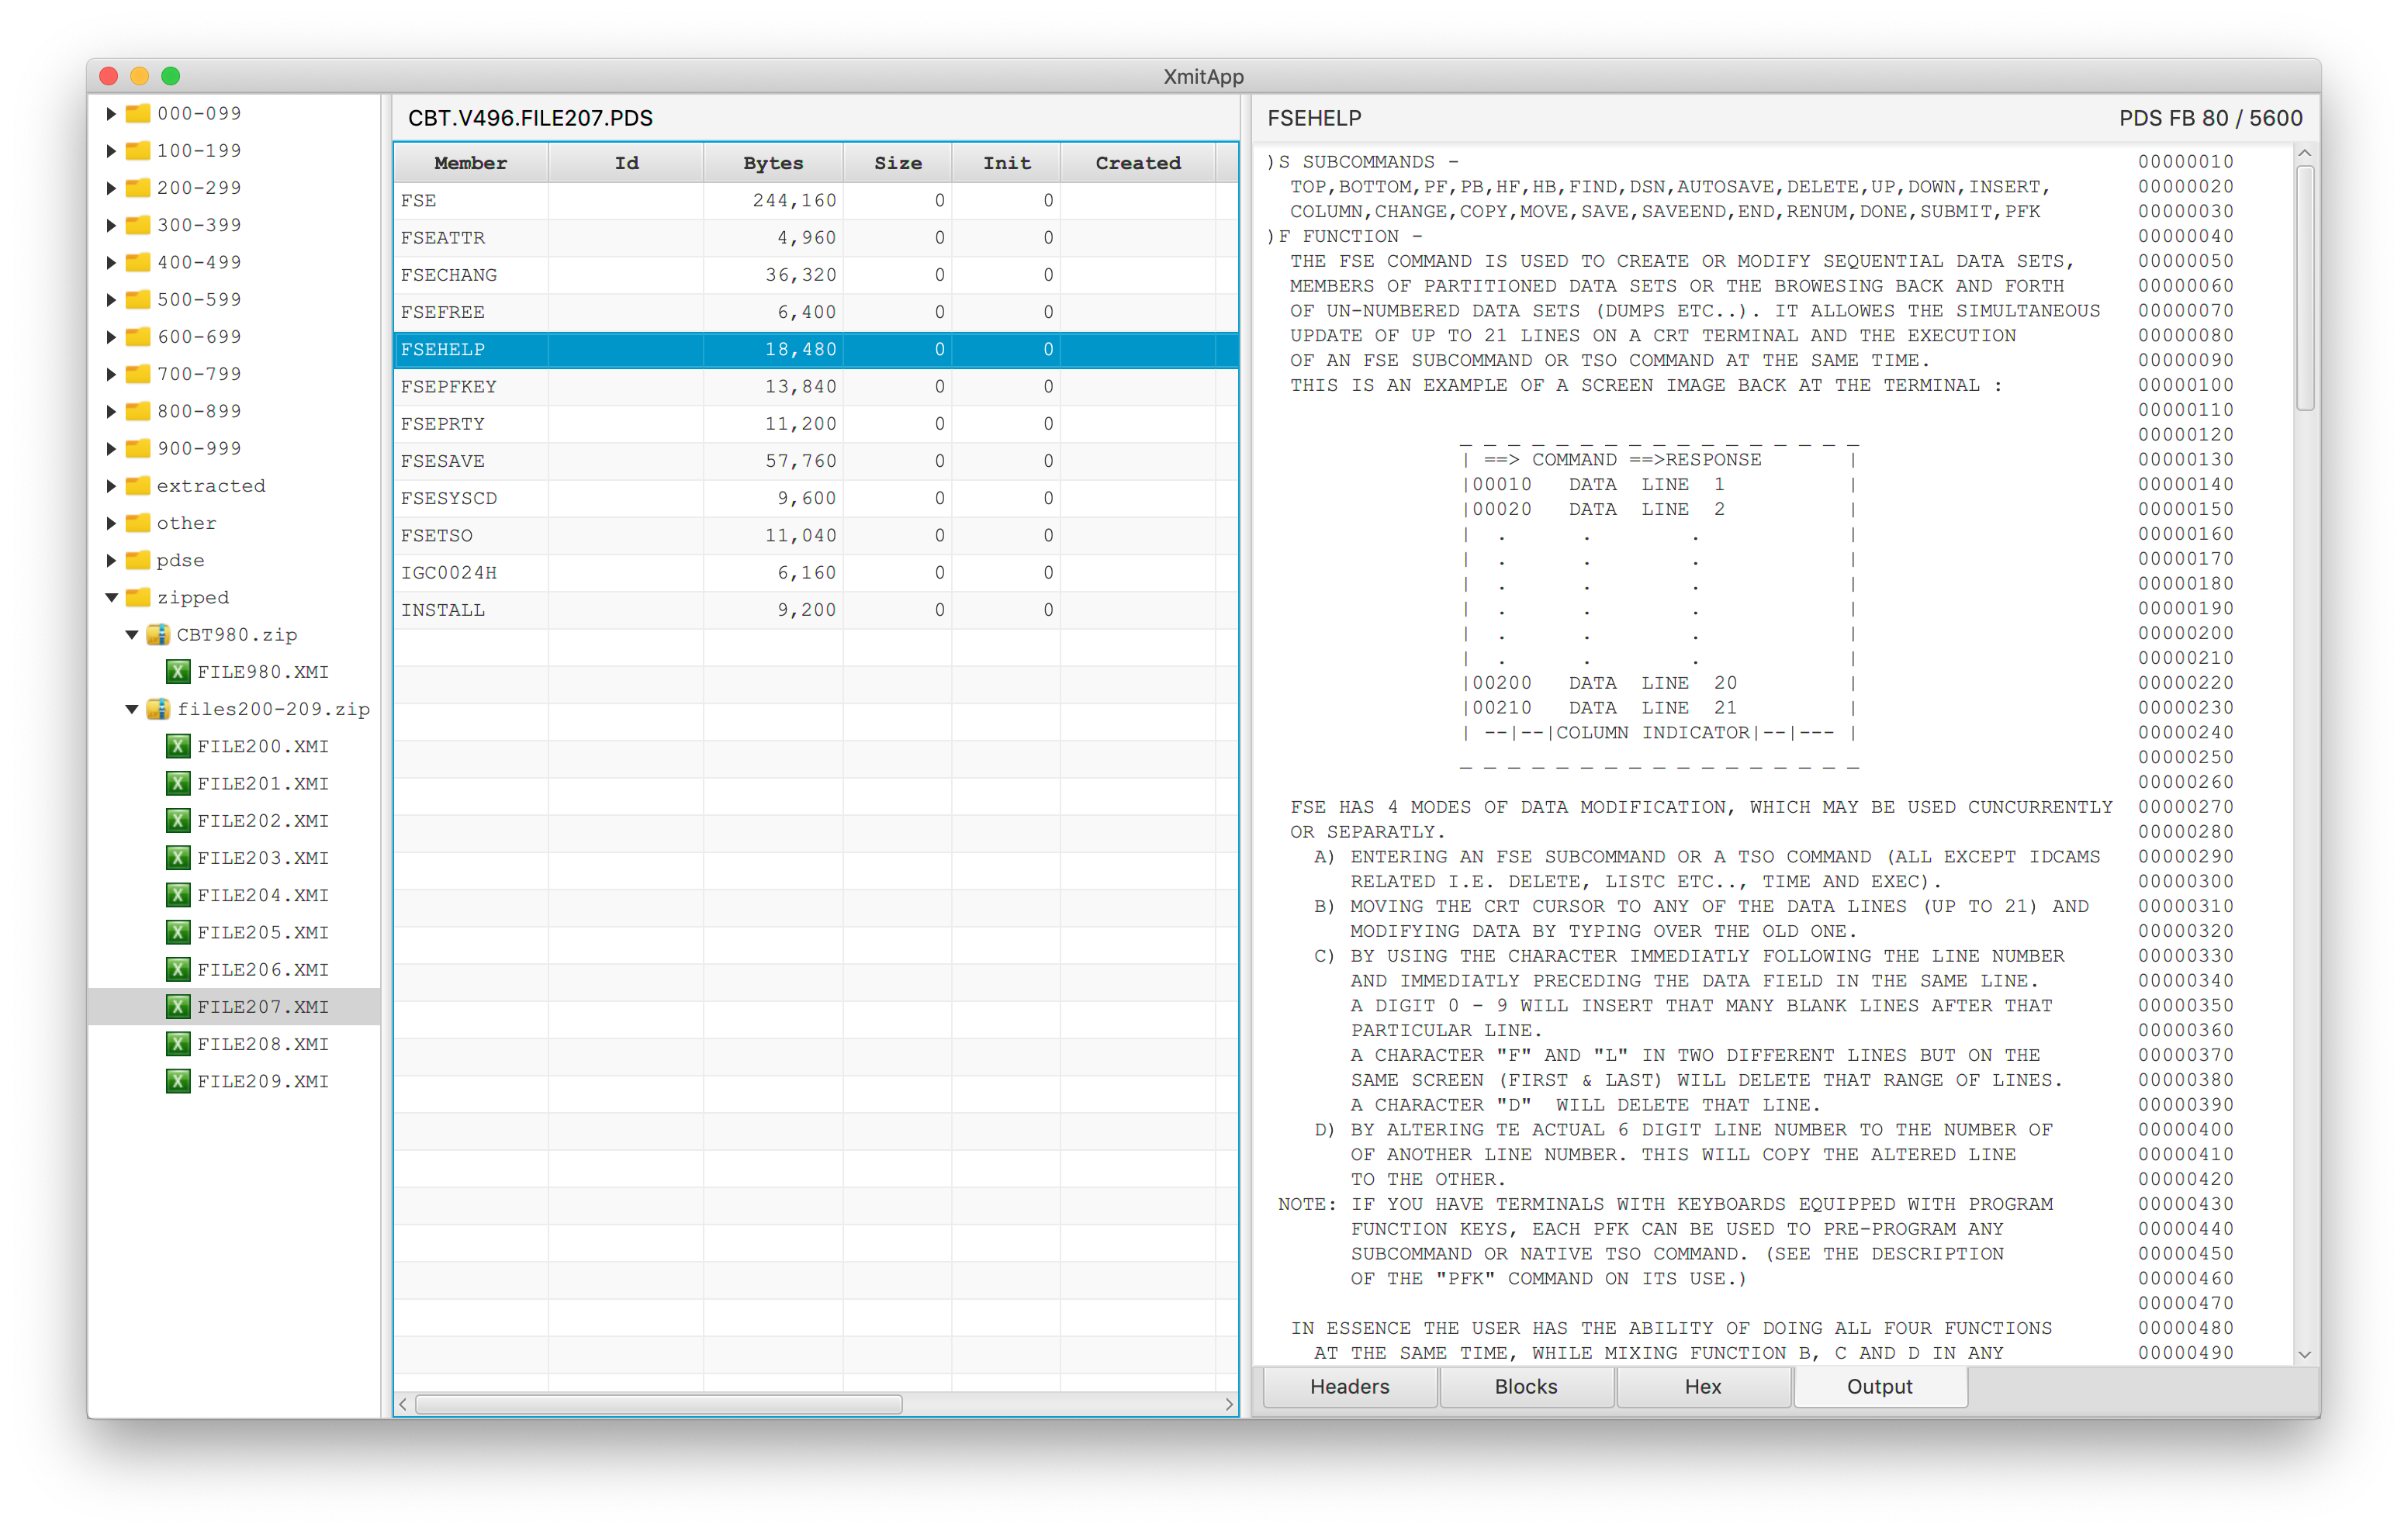 XmitApp
000-099
100-199
200-299
300-399
400-499
500-599
600-699
700-799
800-899
900-999
extracted
other
pdse
zipped
CBT980.zip
FILE980.XMI
files200-209.zip
FILE200.XMI
FILE201.XMI
FILE202.XMI
FILE203.XMI
FILE204.XMI
FILE205.XMI
FILE206.XMI
FILE207.XMI
FILE208.XMI
FILE209.XMI
CBT.V496.FILE207.PDS
Member Id Bytes Size Init Created
FSE 244,160 0 0
FSEATTR 4,960 0 0
FSECHANG 36,320 0 0
FSEFREE 6,400 0 0
FSEHELP 18,480 0 0
FSEPFKEY 13,840 0 0
FSEPRTY 11,200 0 0
FSESAVE 57,760 0 0
FSESYSCD 9,600 0 0
FSETSO 11,040 0 0
IGC0024H 6,160 0 0
INSTALL 9,200 0 0
FSEHELP PDS FB 80 / 5600
)S SUBCOMMANDS - 00000010
TOP,BOTTOM,PF,PB,HF,HB,FIND,DSN,AUTOSAVE,DELETE,UP,DOWN,INSERT, 00000020
COLUMN,CHANGE,COPY,MOVE,SAVE,SAVEEND,END,RENUM,DONE,SUBMIT,PFK 00000030
)F FUNCTION - 00000040
THE FSE COMMAND IS USED TO CREATE OR MODIFY SEQUENTIAL DATA SETS, 00000050
MEMBERS OF PARTITIONED DATA SETS OR THE BROWESING BACK AND FORTH 00000060
OF UN-NUMBERED DATA SETS (DUMPS ETC..). IT ALLOWES THE SIMULTANEOUS 00000070
UPDATE OF UP TO 21 LINES ON A CRT TERMINAL AND THE EXECUTION 00000080
OF AN FSE SUBCOMMAND OR TSO COMMAND AT THE SAME TIME. 00000090
THIS IS AN EXAMPLE OF A SCREEN IMAGE BACK AT THE TERMINAL : 00000100
00000110
_ _ _ _ _ _ _ _ _ _ _ _ _ _ _ _ _ 00000120
| ==> COMMAND ==>RESPONSE | 00000130
|00010 DATA LINE 1 | 00000140
|00020 DATA LINE 2 | 00000150
| . . . | 00000160
| . . . | 00000170
| . . . | 00000180
| . . . | 00000190
| . . . | 00000200
| . . . | 00000210
|00200 DATA LINE 20 | 00000220
|00210 DATA LINE 21 | 00000230
| --|--|COLUMN INDICATOR|--|--- | 00000240
_ _ _ _ _ _ _ _ _ _ _ _ _ _ _ _ _ 00000250
00000260
FSE HAS 4 MODES OF DATA MODIFICATION, WHICH MAY BE USED CUNCURRENTLY 00000270
OR SEPARATLY. 00000280
A) ENTERING AN FSE SUBCOMMAND OR A TSO COMMAND (ALL EXCEPT IDCAMS 00000290
RELATED I.E. DELETE, LISTC ETC.., TIME AND EXEC). 00000300
B) MOVING THE CRT CURSOR TO ANY OF THE DATA LINES (UP TO 21) AND 00000310
MODIFYING DATA BY TYPING OVER THE OLD ONE. 00000320
C) BY USING THE CHARACTER IMMEDIATLY FOLLOWING THE LINE NUMBER 00000330
AND IMMEDIATLY PRECEDING THE DATA FIELD IN THE SAME LINE. 00000340
A DIGIT 0 - 9 WILL INSERT THAT MANY BLANK LINES AFTER THAT 00000350
PARTICULAR LINE. 00000360
A CHARACTER "F" AND "L" IN TWO DIFFERENT LINES BUT ON THE 00000370
SAME SCREEN (FIRST & LAST) WILL DELETE THAT RANGE OF LINES. 00000380
A CHARACTER "D" WILL DELETE THAT LINE. 00000390
D) BY ALTERING TE ACTUAL 6 DIGIT LINE NUMBER TO THE NUMBER OF 00000400
OF ANOTHER LINE NUMBER. THIS WILL COPY THE ALTERED LINE 00000410
TO THE OTHER. 00000420
NOTE: IF YOU HAVE TERMINALS WITH KEYBOARDS EQUIPPED WITH PROGRAM 00000430
FUNCTION KEYS, EACH PFK CAN BE USED TO PRE-PROGRAM ANY 00000440
SUBCOMMAND OR NATIVE TSO COMMAND. (SEE THE DESCRIPTION 00000450
OF THE "PFK" COMMAND ON ITS USE.) 00000460
00000470
IN ESSENCE THE USER HAS THE ABILITY OF DOING ALL FOUR FUNCTIONS 00000480
AT THE SAME TIME, WHILE MIXING FUNCTION B, C AND D IN ANY 00000490
Headers Blocks Hex Output